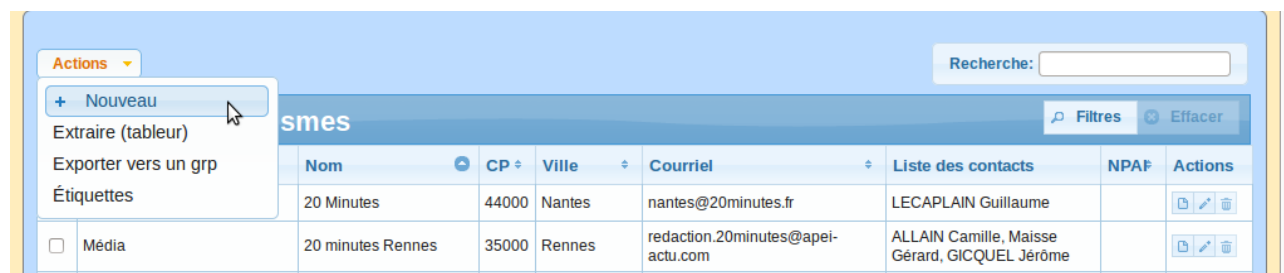 Actions
Recherche:
+ Nouveau
Extraire (tableur)
Exporter vers un grp
Étiquettes
smes
Filtres
Effacer
Nom
CP
Ville
Courriel
Liste des contacts
Actions
20 Minutes
44000
Nantes
nantes@20minutes.fr
LECAPLAIN Guillaume
Média
20 minutes Rennes
35000
Rennes
redaction.20minutes@apei-
actu.com
ALLAIN Camille, Maisse
Gérard, GICQUEL Jérôme